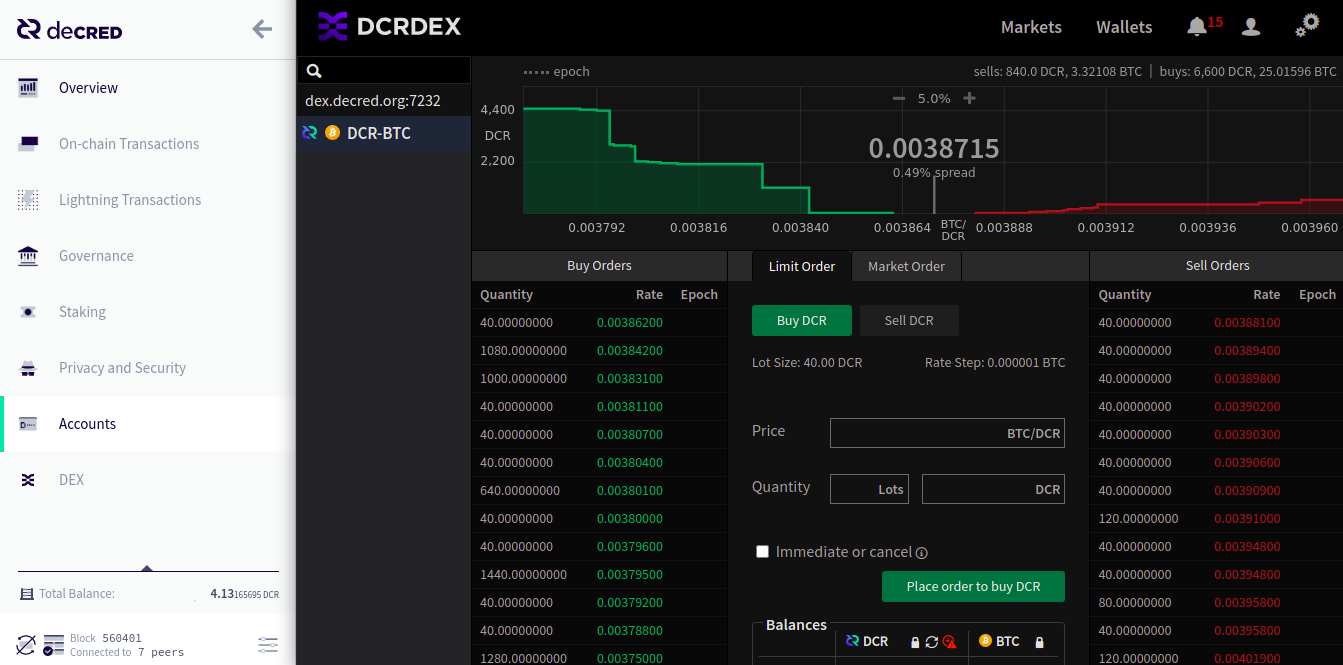 decRED
Overview
On-chain Transactions
Lightning Transactions
Governance
Staking
Privacy and Security
Accounts
DEX
Total Balance: 4.13165695 DCR
Block 560401
Connected to 7 peers
DCRDEX
Markets Wallets 15
dex.decred.org:7232
DCR-BTC
epoch
sells: 840.0 DCR, 3.32108 BTC | buys: 6,600 DCR, 25.01596 BTC
5.0%
4,400
DCR
2,200
0.0038715
0.49% spread
0.003792 0.003816 0.003840 0.003864 BTC/DCR 0.003888 0.003912 0.003936 0.003960
Buy Orders
Quantity Rate Epoch
40.00000000 0.00386200
1080.00000000 0.00384200
1000.00000000 0.00383100
40.00000000 0.00381100
40.00000000 0.00380700
40.00000000 0.00380400
640.00000000 0.00380100
40.00000000 0.00380000
40.00000000 0.00379600
1440.00000000 0.00379500
40.00000000 0.00379200
40.00000000 0.00378800
1280.00000000 0.00375000
Limit Order Market Order
Buy DCR Sell DCR
Lot Size: 40.00 DCR Rate Step: 0.000001 BTC
Price BTC/DCR
Quantity Lots DCR
Immediate or cancel
Place order to buy DCR
Balances
DCR BTC
Sell Orders
Quantity Rate Epoch
40.00000000 0.00388100
40.00000000 0.00389400
40.00000000 0.00389800
40.00000000 0.00390200
40.00000000 0.00390300
40.00000000 0.00390600
40.00000000 0.00390900
120.00000000 0.00391000
40.00000000 0.00394800
40.00000000 0.00394800
80.00000000 0.00395800
40.00000000 0.00395800
120.00000000 0.00401900